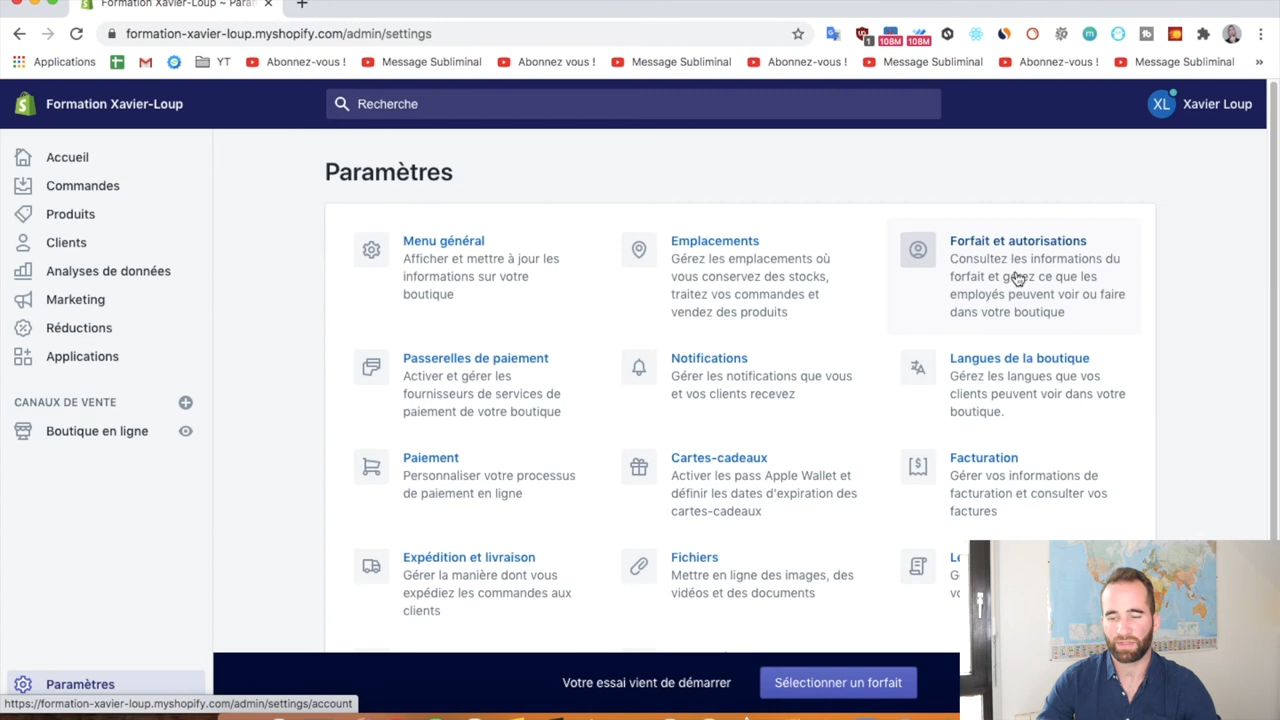 Formation Xavier-Loup ~ Param
formation-xavier-loup.myshopify.com/admin/settings
1
108M
108M
Applications
YT
Abonnez-vous !
Message Subliminal
Abonnez vous !
Message Subliminal
Abonnez-vous !
Message Subliminal
Abonnez-vous !
Message Subliminal
»
Formation Xavier-Loup
Recherche
XL
Xavier Loup
Accueil
Commandes
Produits
Clients
Analyses de données
Marketing
Réductions
Applications
CANAUX DE VENTE
Boutique en ligne
Paramètres
Paramètres
Menu général
Afficher et mettre à jour les
informations sur votre
boutique
Emplacements
Gérez les emplacements où
vous conservez des stocks,
traitez vos commandes et
vendez des produits
Forfait et autorisations
Consultez les informations du
forfait et gérez ce que les
employés peuvent voir ou faire
dans votre boutique
Passerelles de paiement
Activer et gérer les
fournisseurs de services de
paiement de votre boutique
Notifications
Gérer les notifications que vous
et vos clients recevez
Langues de la boutique
Gérez les langues que vos
clients peuvent voir dans votre
boutique.
Paiement
Personnaliser votre processus
de paiement en ligne
Cartes-cadeaux
Activer les pass Apple Wallet et
définir les dates d'expiration des
cartes-cadeaux
Facturation
Gérer vos informations de
facturation et consulter vos
factures
Expédition et livraison
Gérer la manière dont vous
expédiez les commandes aux
clients
Fichiers
Mettre en ligne des images, des
vidéos et des documents
Votre essai vient de démarrer
Sélectionner un forfait
https://formation-xavier-loup.myshopify.com/admin/settings/account